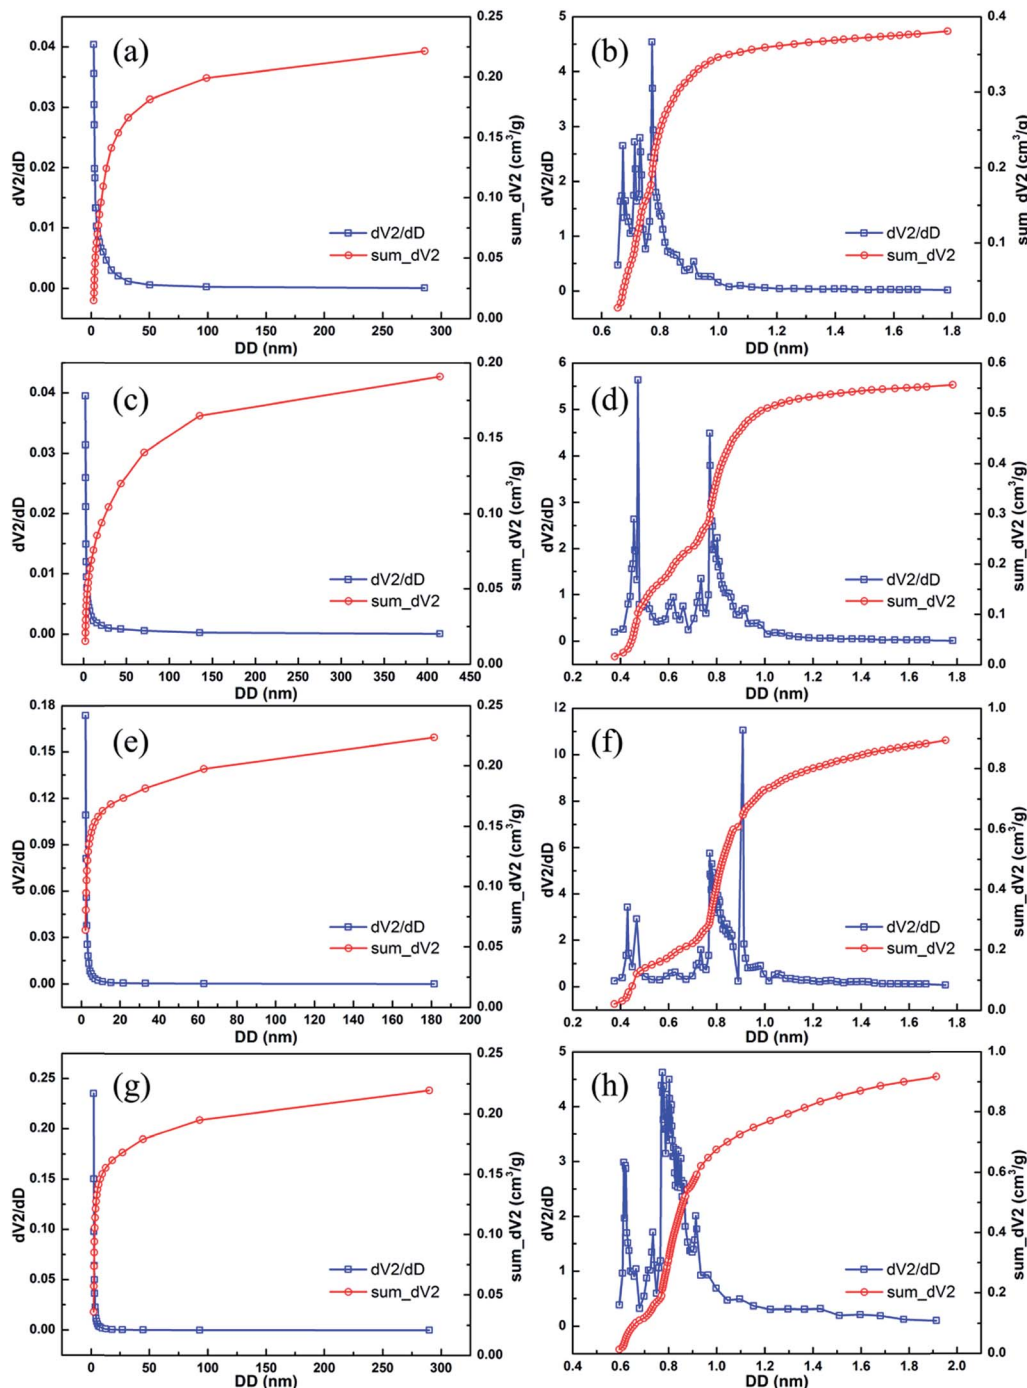 (a)
dV2/dD
0.04
0.03
0.02
0.01
0.00
0.25
0.20
0.15
0.10
0.05
0.00
sum_dV2 (cm³/g)
dV2/dD
sum_dV2
0 50 100 150 200 250 300
DD (nm)
(b)
dV2/dD
5
4
3
2
1
0
0.4
0.3
0.2
0.1
0.0
sum_dV2 (cm³/g)
dV2/dD
sum_dV2
0.6 0.8 1.0 1.2 1.4 1.6 1.8
DD (nm)
(c)
dV2/dD
0.04
0.03
0.02
0.01
0.00
0.20
0.15
0.10
0.05
0.00
sum_dV2 (cm³/g)
dV2/dD
sum_dV2
0 50 100 150 200 250 300 350 400 450
DD (nm)
(d)
dV2/dD
6
5
4
3
2
1
0
0.6
0.5
0.4
0.3
0.2
0.1
0.0
sum_dV2 (cm³/g)
dV2/dD
sum_dV2
0.2 0.4 0.6 0.8 1.0 1.2 1.4 1.6 1.8
DD (nm)
(e)
dV2/dD
0.18
0.15
0.12
0.09
0.06
0.03
0.00
0.25
0.20
0.15
0.10
0.05
0.00
sum_dV2 (cm³/g)
dV2/dD
sum_dV2
0 20 40 60 80 100 120 140 160 180 200
DD (nm)
(f)
dV2/dD
12
10
8
6
4
2
0
1.0
0.8
0.6
0.4
0.2
0.0
sum_dV2 (cm³/g)
dV2/dD
sum_dV2
0.2 0.4 0.6 0.8 1.0 1.2 1.4 1.6 1.8
DD (nm)
(g)
dV2/dD
0.25
0.20
0.15
0.10
0.05
0.00
0.25
0.20
0.15
0.10
0.05
0.00
sum_dV2 (cm³/g)
dV2/dD
sum_dV2
0 50 100 150 200 250 300
DD (nm)
(h)
dV2/dD
5
4
3
2
1
0
1.0
0.8
0.6
0.4
0.2
0.0
sum_dV2 (cm³/g)
dV2/dD
sum_dV2
0.4 0.6 0.8 1.0 1.2 1.4 1.6 1.8 2.0
DD (nm)